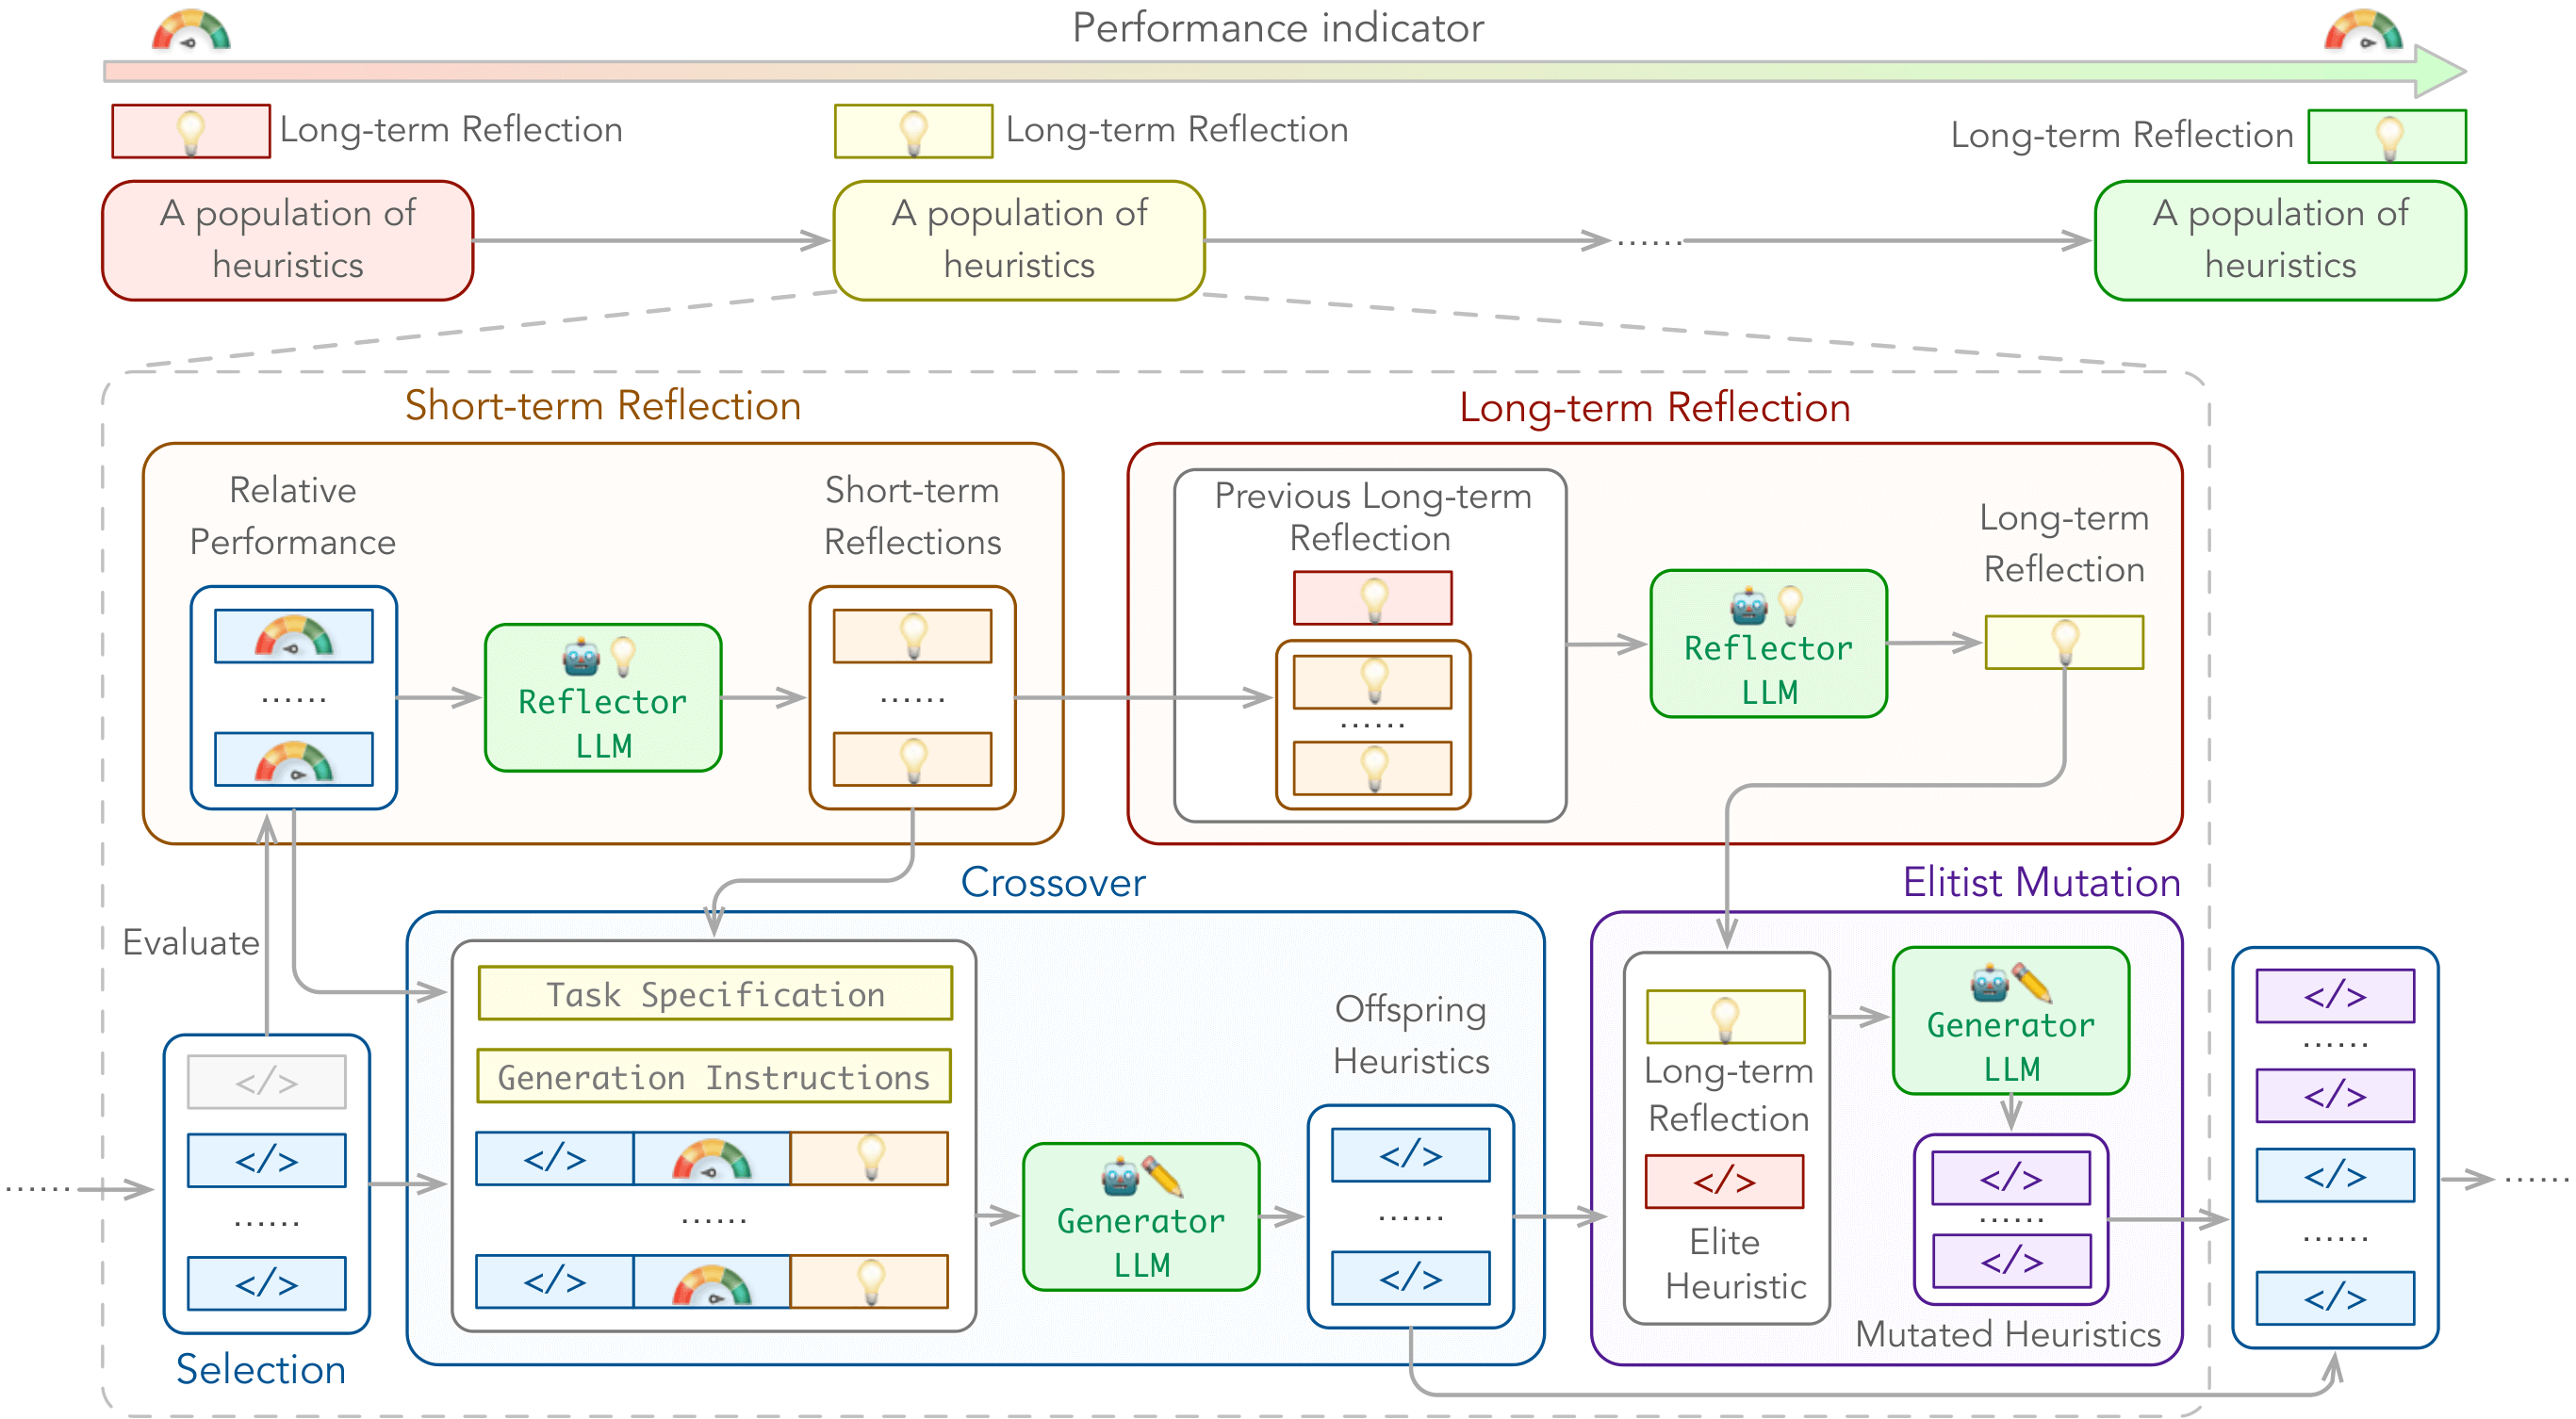 Performance indicator
Long-term Reflection
Long-term Reflection
Long-term Reflection
A population of
heuristics
A population of
heuristics
......
A population of
heuristics
Short-term Reflection
Long-term Reflection
Relative
Performance
......
Reflector
LLM
Short-term
Reflections
......
Previous Long-term
Reflection
......
Reflector
LLM
Long-term
Reflection
Evaluate
Crossover
Elitist Mutation
......
</>
</>
......
</>
Selection
Task Specification
Generation Instructions
</>
......
</>
Generator
LLM
Offspring
Heuristics
</>
......
</>
Long-term
Reflection
</>
Elite
Heuristic
Generator
LLM
</>
......
</>
Mutated Heuristics
</>
......
</>
</>
......
</>
......